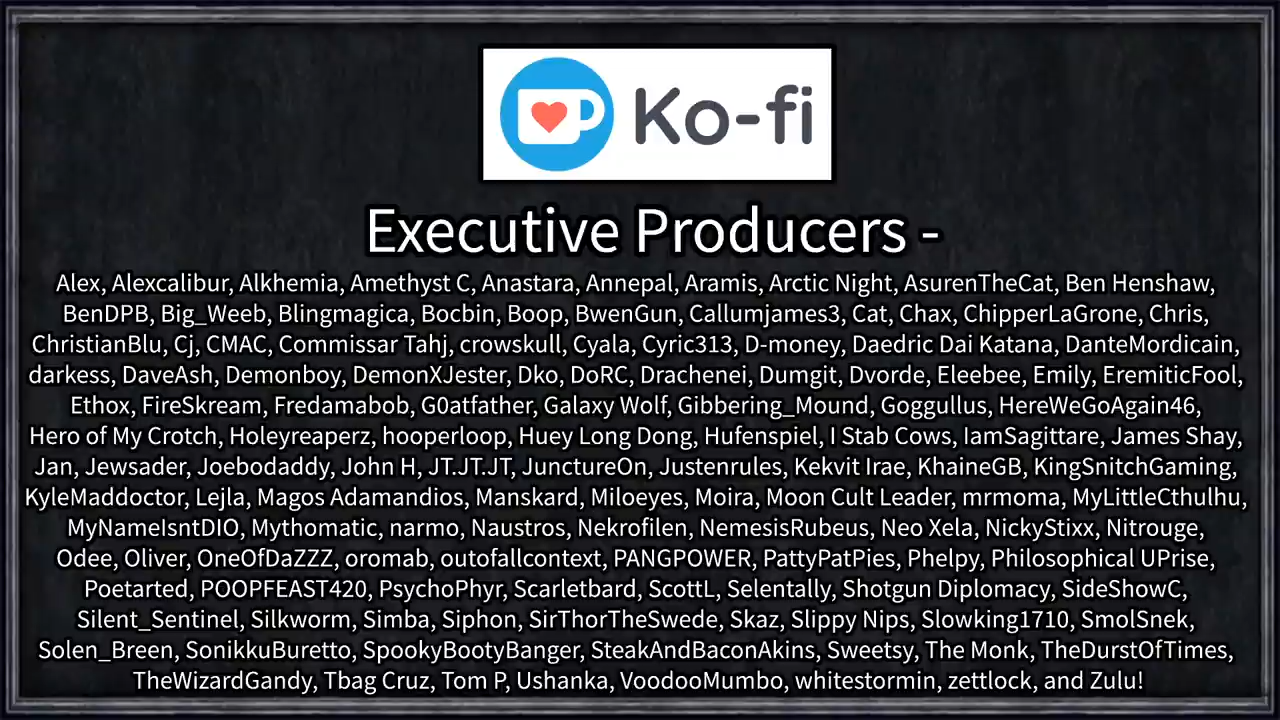 Ko-fi
Executive Producers -
Alex, Alexcalibur, Alkhemia, Amethyst C, Anastara, Annepal, Aramis, Arctic Night, AsurenTheCat, Ben Henshaw,
BenDPB, Big_Weeb, Blingmagica, Bocbin, Boop, BwenGun, Callumjames3, Cat, Chax, ChipperLaGrone, Chris,
ChristianBlu, Cj, CMAC, Commissar Tahj, crowskull, Cyala, Cyric313, D-money, Daedric Dai Katana, DanteMordicain,
darkess, DaveAsh, Demonboy, DemonXJester, Dko, DoRC, Drachenei, Dumgit, Dvorde, Eleebee, Emily, EremiticFool,
Ethox, FireSkream, Fredamabob, G0atfather, Galaxy Wolf, Gibbering_Mound, Goggullus, HereWeGoAgain46,
Hero of My Crotch, Holeyreaperz, hooperloop, Huey Long Dong, Hufenspiel, I Stab Cows, IamSagittare, James Shay,
Jan, Jewsader, Joebodaddy, John H, JT.JT.JT, JunctureOn, Justenrules, Kekvit Irae, KhaineGB, KingSnitchGaming,
KyleMaddoctor, Lejla, Magos Adamandios, Manskard, Miloeyes, Moira, Moon Cult Leader, mrmoma, MyLittleCthulhu,
MyNameIsntDIO, Mythomatic, narmo, Naustros, Nekrofilen, NemesisRubeus, Neo Xela, NickyStixx, Nitrouge,
Odee, Oliver, OneOfDaZZZ, oromab, outofallcontext, PANGPOWER, PattyPatPies, Phelpy, Philosophical UPrise,
Poetarted, POOPFEAST420, PsychoPhyr, Scarletbard, ScottL, Selentally, Shotgun Diplomacy, SideShowC,
Silent_Sentinel, Silkworm, Simba, Siphon, SirThorTheSwede, Skaz, Slippy Nips, Slowking1710, SmolSnek,
Solen_Breen, SonikkuBuretto, SpookyBootyBanger, SteakAndBaconAkins, Sweetsy, The Monk, TheDurstOfTimes,
TheWizardGandy, Tbag Cruz, Tom P, Ushanka, VoodooMumbo, whitestormin, zettlock, and Zulu!